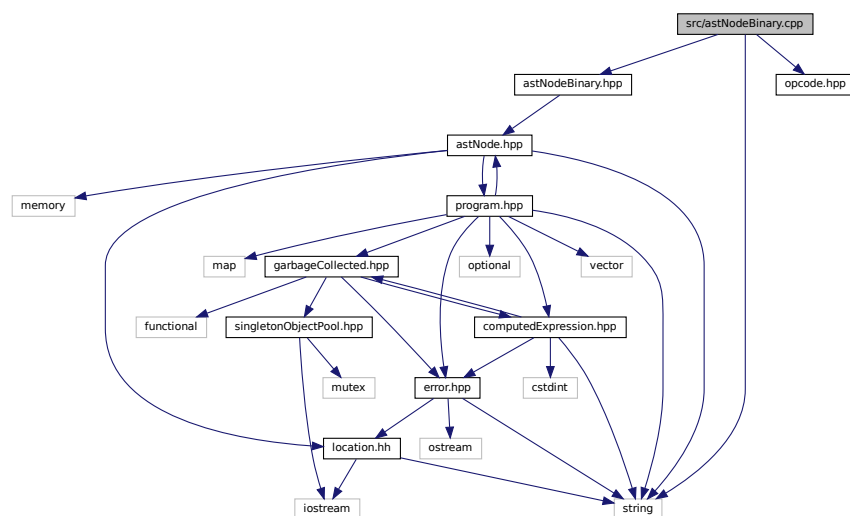 src/astNodeBinary.cpp
astNodeBinary.hpp
opcode.hpp
astNode.hpp
memory
program.hpp
map
garbageCollected.hpp
optional
vector
functional
singletonObjectPool.hpp
computedExpression.hpp
mutex
error.hpp
cstdint
location.hh
ostream
iostream
string